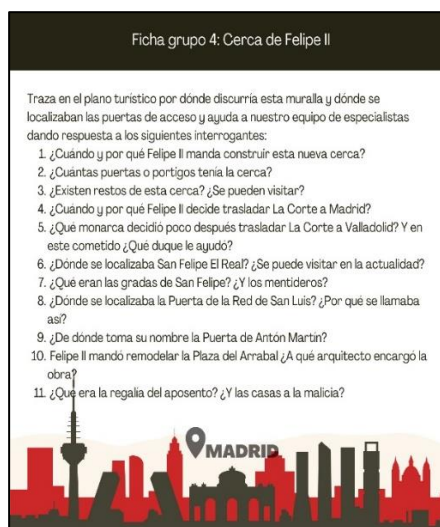 Ficha grupo 4: Cerca de Felipe II
Traza en el plano turístico por dónde discurría esta muralla y dónde se
localizaban las puertas de acceso y ayuda a nuestro equipo de especialistas
dando respuesta a los siguientes interrogantes:
1. ¿Cuándo y por qué Felipe II manda construir esta nueva cerca?
2. ¿Cuántas puertas o portigos tenía la cerca?
3. ¿Existen restos de esta cerca? ¿Se pueden visitar?
4. ¿Cuándo y por qué Felipe II decide trasladar La Corte a Madrid?
5. ¿Qué monarca decidió poco después trasladar La Corte a Valladolid? Y en
este cometido ¿Qué duque le ayudó?
6. ¿Dónde se localizaba San Felipe El Real? ¿Se puede visitar en la actualidad?
7. ¿Qué eran las gradas de San Felipe? ¿Y los mentideros?
8. ¿Dónde se localizaba la Puerta de la Red de San Luis? ¿Por qué se llamaba
así?
9. ¿De dónde toma su nombre la Puerta de Antón Martín?
10. Felipe II mandó remodelar la Plaza del Arrabal ¿A qué arquitecto encargó la
obra?
11. ¿Qué era la regalía del aposento? ¿Y las casas a la malicia?
MADRID